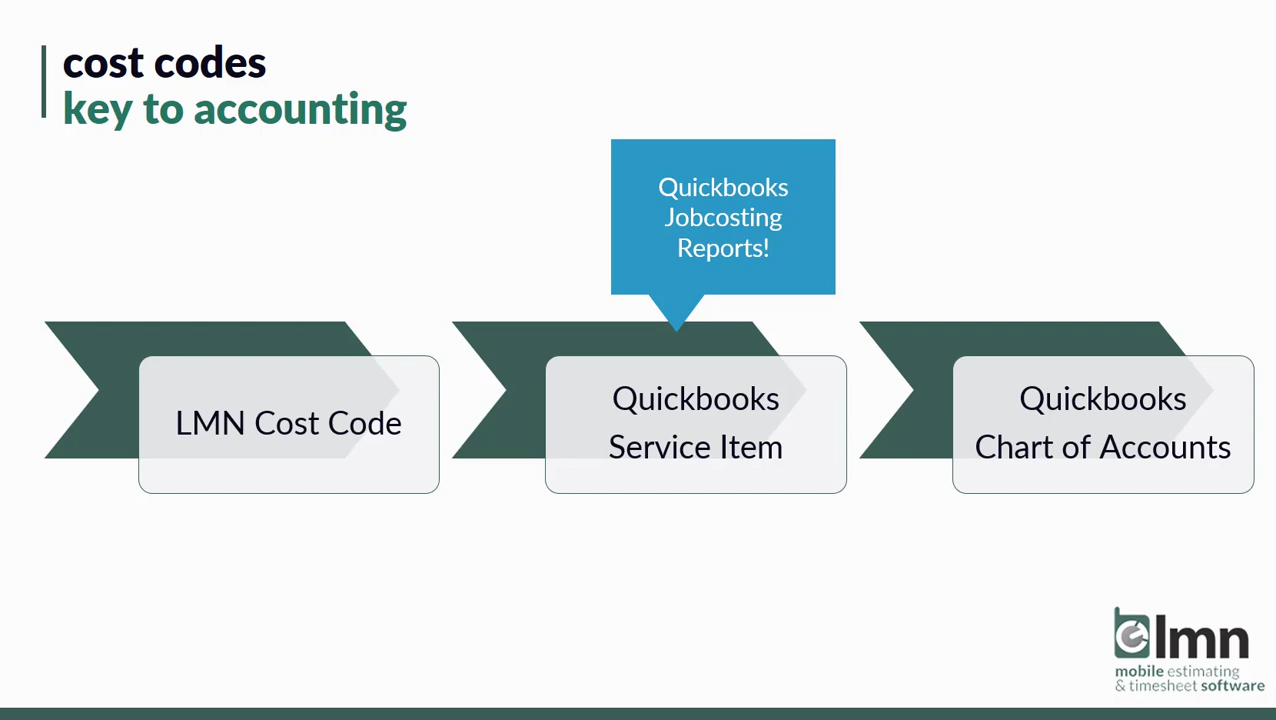 cost codes
key to accounting
Quickbooks
Jobcosting
Reports!
LMN Cost Code
Quickbooks
Service Item
Quickbooks
Chart of Accounts
lmn
mobile estimating
& timesheet software